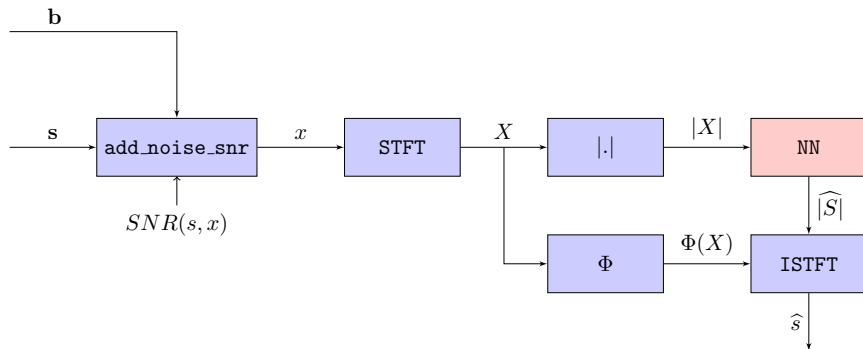 b
s
add_noise_snr
x
STFT
X
|.|
|X|
NN
SNR(s, x)
|Ŝ|
Φ
Φ(X)
ISTFT
ŝ